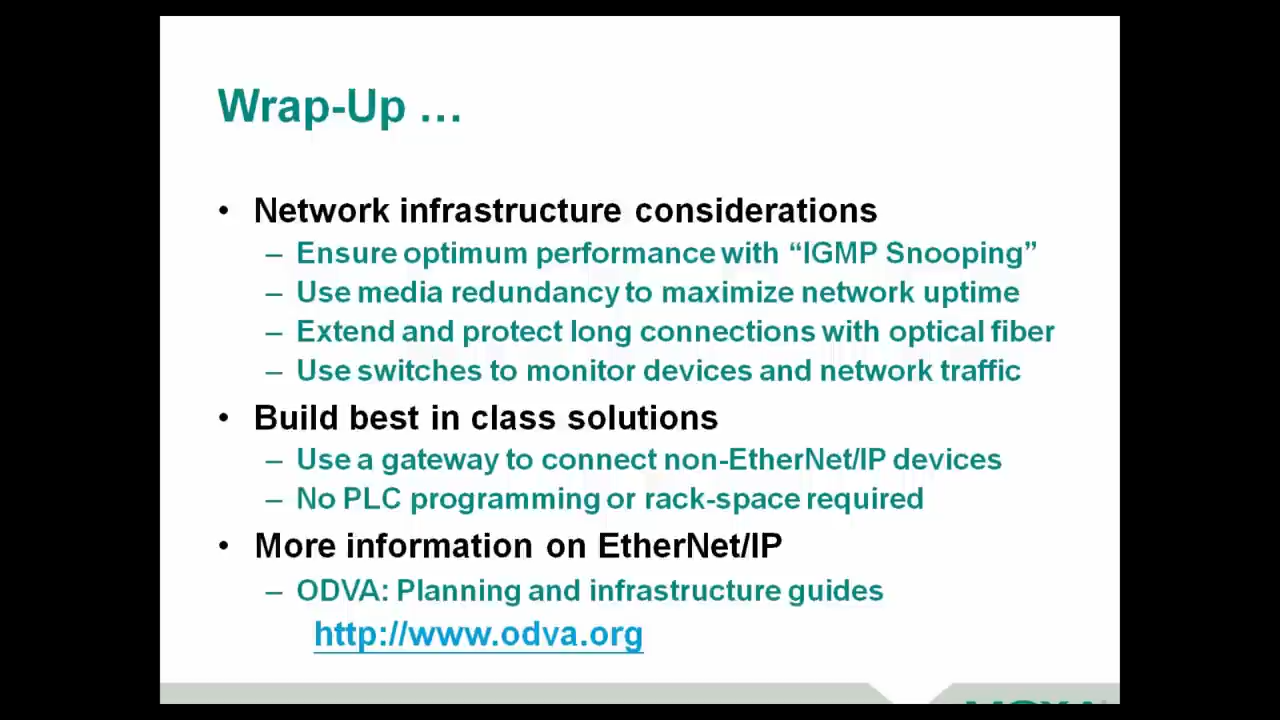 Wrap-Up …
• Network infrastructure considerations
– Ensure optimum performance with “IGMP Snooping”
– Use media redundancy to maximize network uptime
– Extend and protect long connections with optical fiber
– Use switches to monitor devices and network traffic
• Build best in class solutions
– Use a gateway to connect non-EtherNet/IP devices
– No PLC programming or rack-space required
• More information on EtherNet/IP
– ODVA: Planning and infrastructure guides
http://www.odva.org